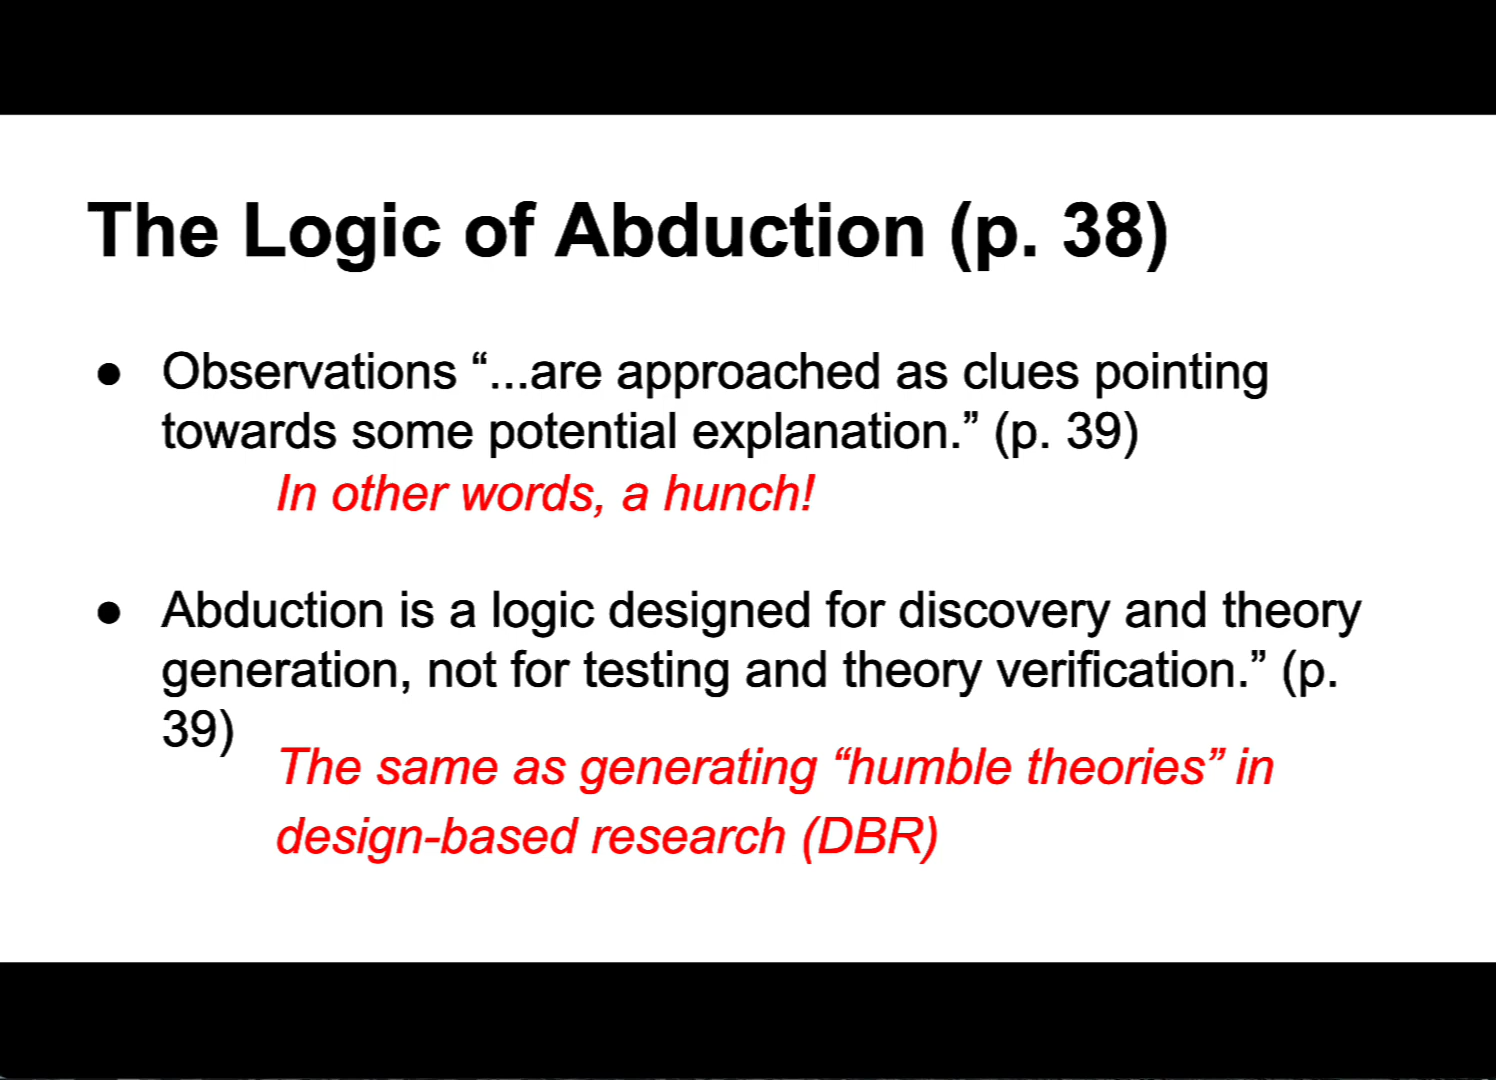 The Logic of Abduction (p. 38)
● Observations “...are approached as clues pointing
towards some potential explanation.” (p. 39)
In other words, a hunch!
● Abduction is a logic designed for discovery and theory
generation, not for testing and theory verification.” (p.
39)
The same as generating “humble theories” in
design-based research (DBR)